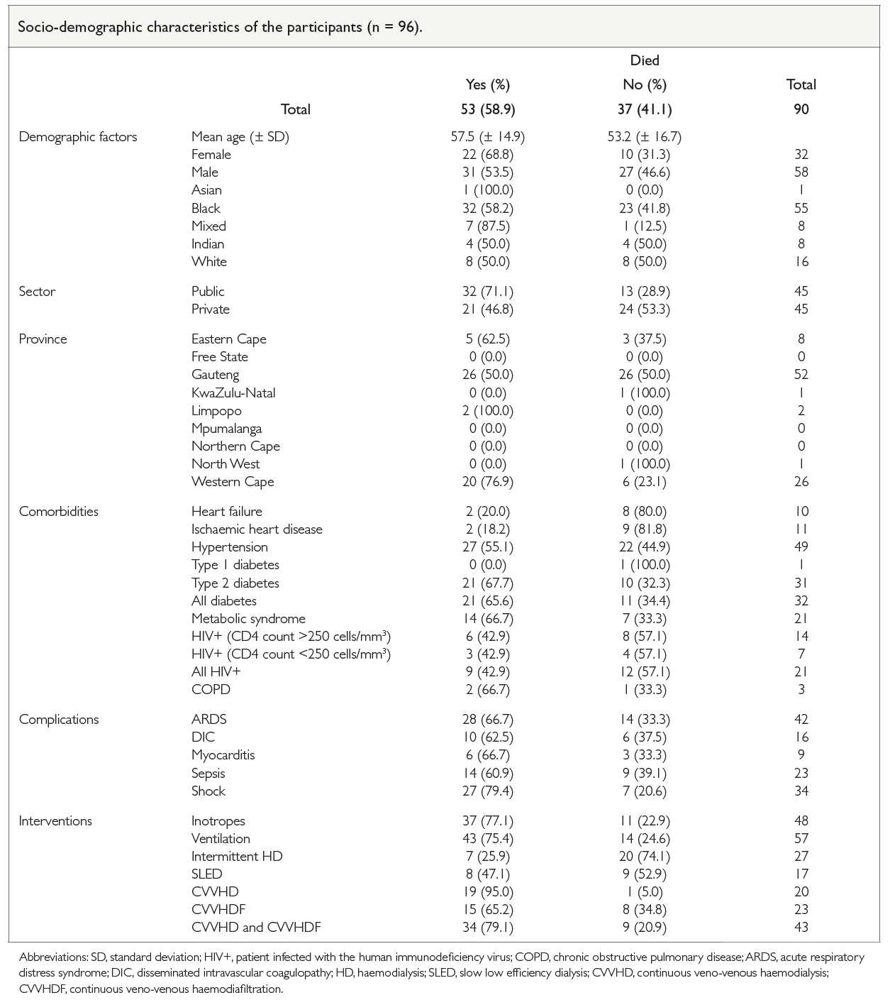 Socio-demographic characteristics of the participants (n = 96).
Died
Yes (%) No (%) Total
Total 53 (58.9) 37 (41.1) 90
Demographic factors Mean age (± SD) 57.5 (± 14.9) 53.2 (± 16.7)
Female 22 (68.8) 10 (31.3) 32
Male 31 (53.5) 27 (46.6) 58
Asian 1 (100.0) 0 (0.0) 1
Black 32 (58.2) 23 (41.8) 55
Mixed 7 (87.5) 1 (12.5) 8
Indian 4 (50.0) 4 (50.0) 8
White 8 (50.0) 8 (50.0) 16
Sector Public 32 (71.1) 13 (28.9) 45
Private 21 (46.8) 24 (53.3) 45
Province Eastern Cape 5 (62.5) 3 (37.5) 8
Free State 0 (0.0) 0 (0.0) 0
Gauteng 26 (50.0) 26 (50.0) 52
KwaZulu-Natal 0 (0.0) 1 (100.0) 1
Limpopo 2 (100.0) 0 (0.0) 2
Mpumalanga 0 (0.0) 0 (0.0) 0
Northern Cape 0 (0.0) 0 (0.0) 0
North West 0 (0.0) 1 (100.0) 1
Western Cape 20 (76.9) 6 (23.1) 26
Comorbidities Heart failure 2 (20.0) 8 (80.0) 10
Ischaemic heart disease 2 (18.2) 9 (81.8) 11
Hypertension 27 (55.1) 22 (44.9) 49
Type 1 diabetes 0 (0.0) 1 (100.0) 1
Type 2 diabetes 21 (67.7) 10 (32.3) 31
All diabetes 21 (65.6) 11 (34.4) 32
Metabolic syndrome 14 (66.7) 7 (33.3) 21
HIV+ (CD4 count >250 cells/mm³) 6 (42.9) 8 (57.1) 14
HIV+ (CD4 count <250 cells/mm³) 3 (42.9) 4 (57.1) 7
All HIV+ 9 (42.9) 12 (57.1) 21
COPD 2 (66.7) 1 (33.3) 3
Complications ARDS 28 (66.7) 14 (33.3) 42
DIC 10 (62.5) 6 (37.5) 16
Myocarditis 6 (66.7) 3 (33.3) 9
Sepsis 14 (60.9) 9 (39.1) 23
Shock 27 (79.4) 7 (20.6) 34
Interventions Inotropes 37 (77.1) 11 (22.9) 48
Ventilation 43 (75.4) 14 (24.6) 57
Intermittent HD 7 (25.9) 20 (74.1) 27
SLED 8 (47.1) 9 (52.9) 17
CVVHD 19 (95.0) 1 (5.0) 20
CVVHDF 15 (65.2) 8 (34.8) 23
CVVHD and CVVHDF 34 (79.1) 9 (20.9) 43
Abbreviations: SD, standard deviation; HIV+, patient infected with the human immunodeficiency virus; COPD, chronic obstructive pulmonary disease; ARDS, acute respiratory
distress syndrome; DIC, disseminated intravascular coagulopathy; HD, haemodialysis; SLED, slow low efficiency dialysis; CVVHD, continuous veno-venous haemodialysis;
CVVHDF, continuous veno-venous haemodiafiltration.